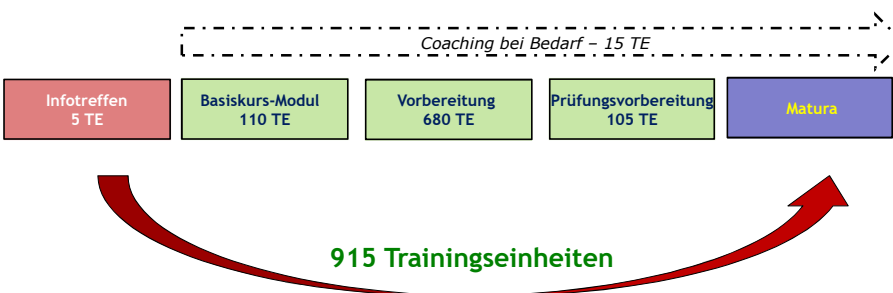 Coaching bei Bedarf – 15 TE
Infotreffen
5 TE
Basiskurs-Modul
110 TE
Vorbereitung
680 TE
Prüfungsvorbereitung
105 TE
Matura
915 Trainingseinheiten